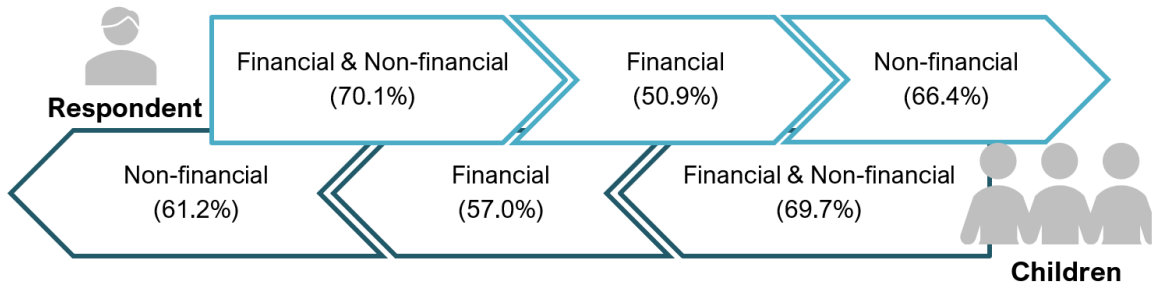 Financial & Non-financial
(70.1%)
Financial
(50.9%)
Non-financial
(66.4%)
Respondent
Non-financial
(61.2%)
Financial
(57.0%)
Financial & Non-financial
(69.7%)
Children